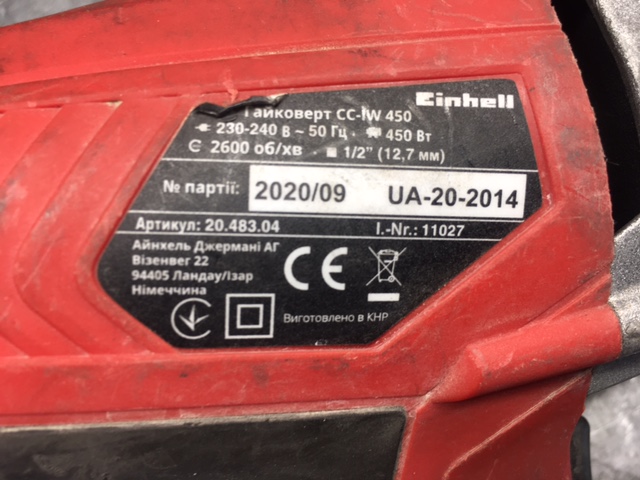 Einhell
Гайковерт CC-IW 450
230-240 В ~ 50 Гц 450 Вт
2600 об/хв 1/2” (12,7 мм)
№ партії: 2020/09 UA-20-2014
Артикул: 20.483.04 I.-Nr.: 11027
Айнхель Джермані АГ
Візенвег 22
94405 Ландау/Ізар
Німеччина
CE
Виготовлено в КНР